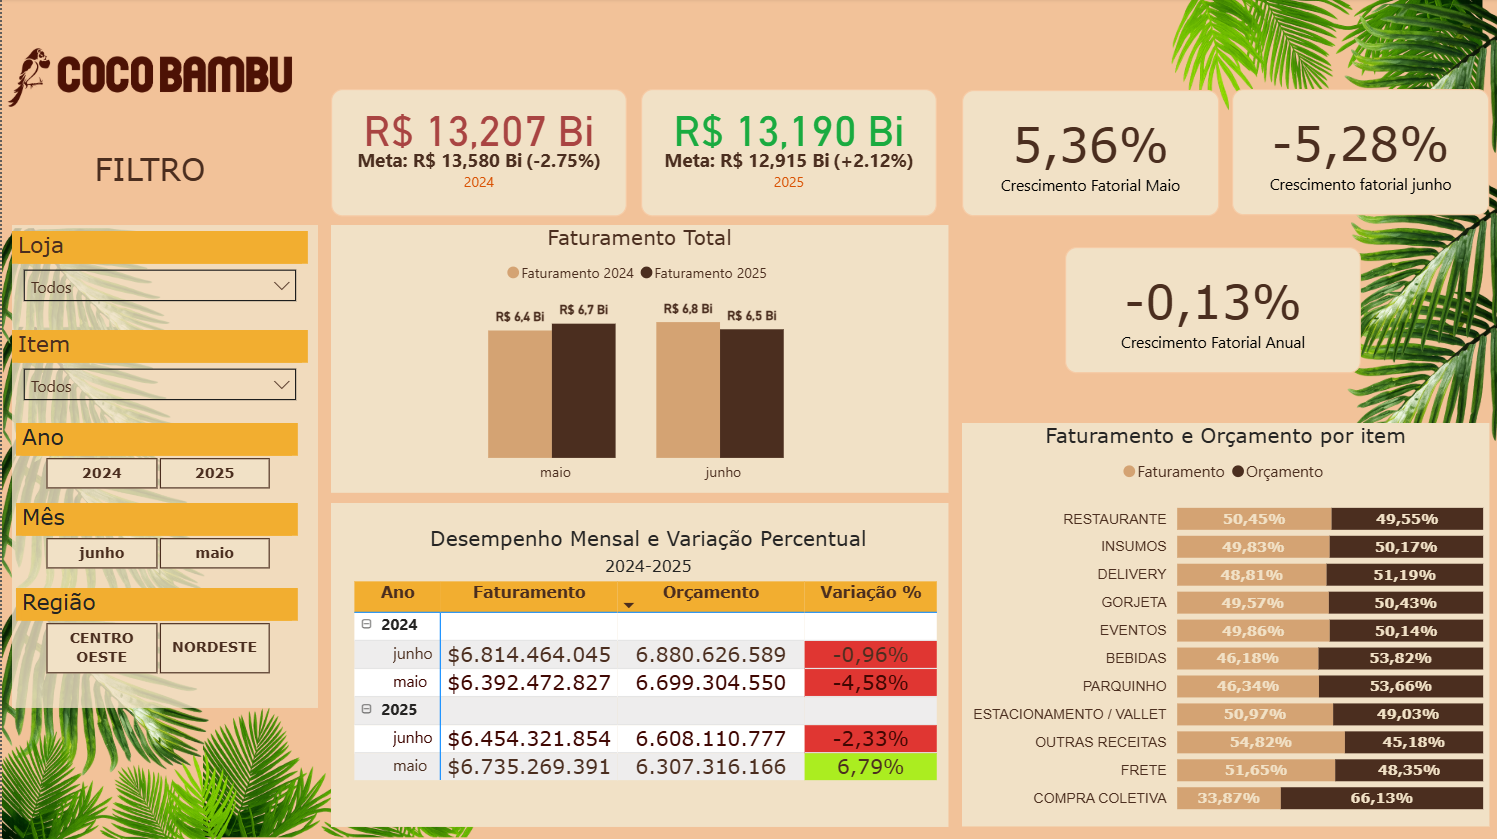 COCO BAMBU
FILTRO
Loja
Todos
Item
Todos
Ano
2024 2025
Mês
junho maio
Região
CENTRO OESTE NORDESTE
R$ 13,207 Bi
Meta: R$ 13,580 Bi (-2.75%)
2024
R$ 13,190 Bi
Meta: R$ 12,915 Bi (+2.12%)
2025
5,36%
Crescimento Fatorial Maio
-5,28%
Crescimento fatorial junho
-0,13%
Crescimento Fatorial Anual
Faturamento Total
Faturamento 2024 Faturamento 2025
R$ 6,4 Bi R$ 6,7 Bi R$ 6,8 Bi R$ 6,5 Bi
maio junho
Desempenho Mensal e Variação Percentual
2024-2025
Ano Faturamento Orçamento Variação %
2024
junho $6.814.464.045 6.880.626.589 -0,96%
maio $6.392.472.827 6.699.304.550 -4,58%
2025
junho $6.454.321.854 6.608.110.777 -2,33%
maio $6.735.269.391 6.307.316.166 6,79%
Faturamento e Orçamento por item
Faturamento Orçamento
RESTAURANTE 50,45% 49,55%
INSUMOS 49,83% 50,17%
DELIVERY 48,81% 51,19%
GORJETA 49,57% 50,43%
EVENTOS 49,86% 50,14%
BEBIDAS 46,18% 53,82%
PARQUINHO 46,34% 53,66%
ESTACIONAMENTO / VALLET 50,97% 49,03%
OUTRAS RECEITAS 54,82% 45,18%
FRETE 51,65% 48,35%
COMPRA COLETIVA 33,87% 66,13%